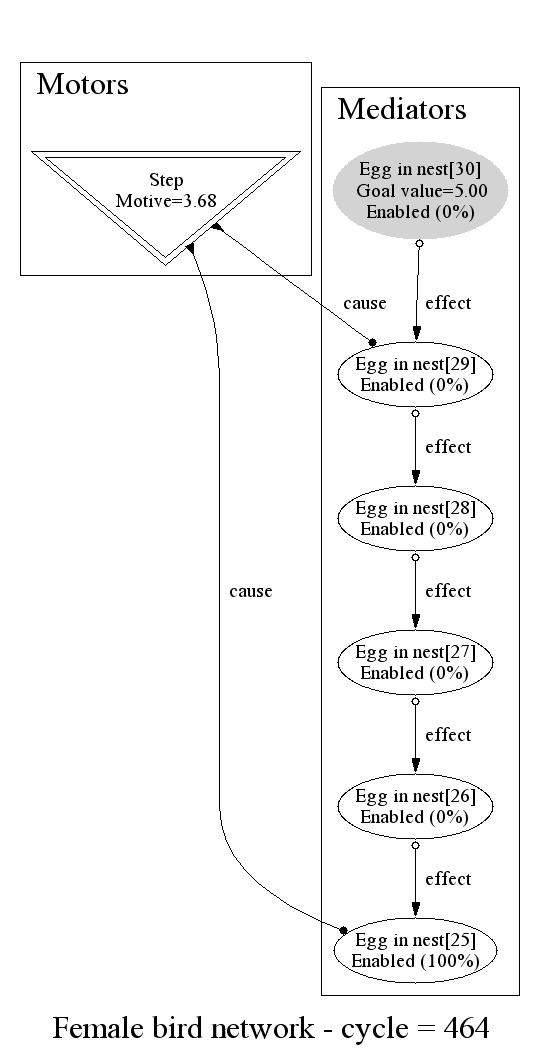 Motors
Step
Motive=3.68
Mediators
Egg in nest[30]
Goal value=5.00
Enabled (0%)
cause
effect
Egg in nest[29]
Enabled (0%)
effect
Egg in nest[28]
Enabled (0%)
cause
effect
Egg in nest[27]
Enabled (0%)
effect
Egg in nest[26]
Enabled (0%)
effect
Egg in nest[25]
Enabled (100%)
Female bird network - cycle = 464